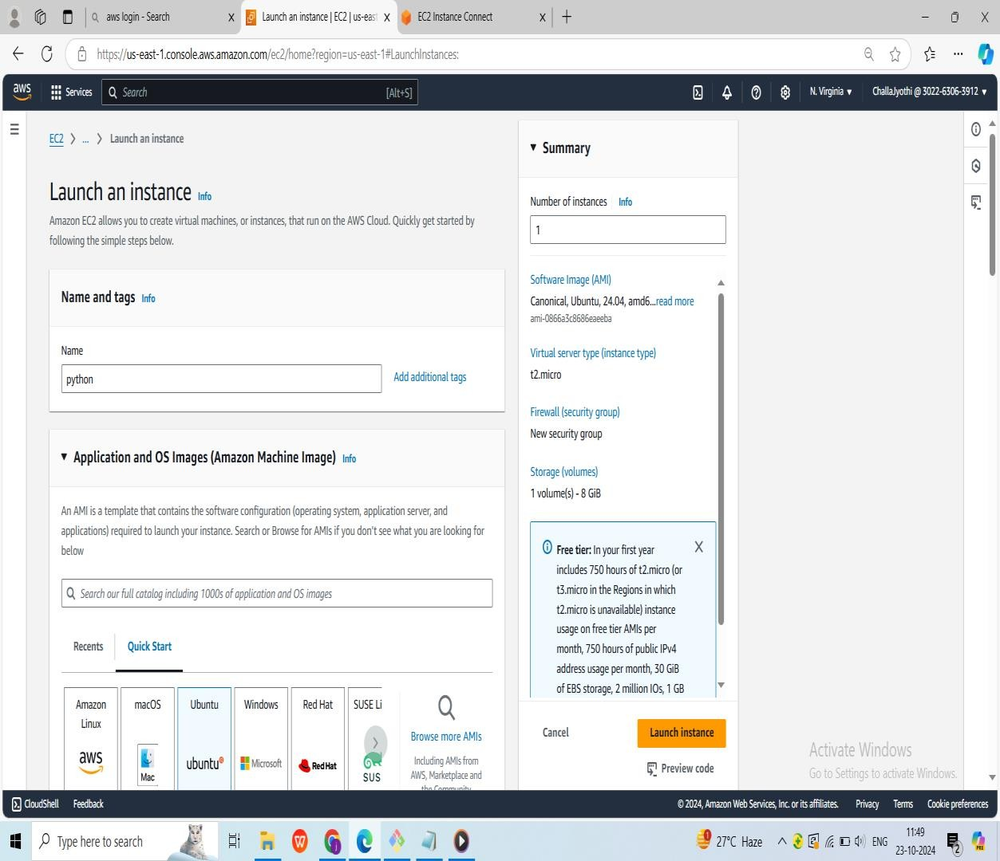 aws login - Search
Launch an instance | EC2 | us-eas
EC2 Instance Connect
https://us-east-1.console.aws.amazon.com/ec2/home?region=us-east-1#LaunchInstances:
aws
Services
Search
[Alt+S]
N. Virginia
ChallaJyothi @ 3022-6306-3912
EC2
...
Launch an instance
Launch an instance Info
Amazon EC2 allows you to create virtual machines, or instances, that run on the AWS Cloud. Quickly get started by
following the simple steps below.
Name and tags Info
Name
python
Add additional tags
Application and OS Images (Amazon Machine Image) Info
An AMI is a template that contains the software configuration (operating system, application server, and
applications) required to launch your instance. Search or Browse for AMIs if you don't see what you are looking for
below
Search our full catalog including 1000s of application and OS images
Recents
Quick Start
Amazon
Linux
aws
macOS
Mac
Ubuntu
ubuntu
Windows
Microsoft
Red Hat
Red Hat
SUSE Li
SUS
Browse more AMIs
Including AMIs from
AWS, Marketplace and
the Community
Summary
Number of instances Info
1
Software Image (AMI)
Canonical, Ubuntu, 24.04, amd6...read more
ami-0866a3c8686eaeeba
Virtual server type (instance type)
t2.micro
Firewall (security group)
New security group
Storage (volumes)
1 volume(s) - 8 GiB
Free tier: In your first year
includes 750 hours of t2.micro (or
t3.micro in the Regions in which
t2.micro is unavailable) instance
usage on free tier AMIs per
month, 750 hours of public IPv4
address usage per month, 30 GiB
of EBS storage, 2 million IOs, 1 GB
Cancel
Launch instance
Preview code
Activate Windows
Go to Settings to activate Windows.
CloudShell
Feedback
© 2024, Amazon Web Services, Inc. or its affiliates.
Privacy
Terms
Cookie preferences
Type here to search
27°C Haze
ENG
11:49
23-10-2024
2